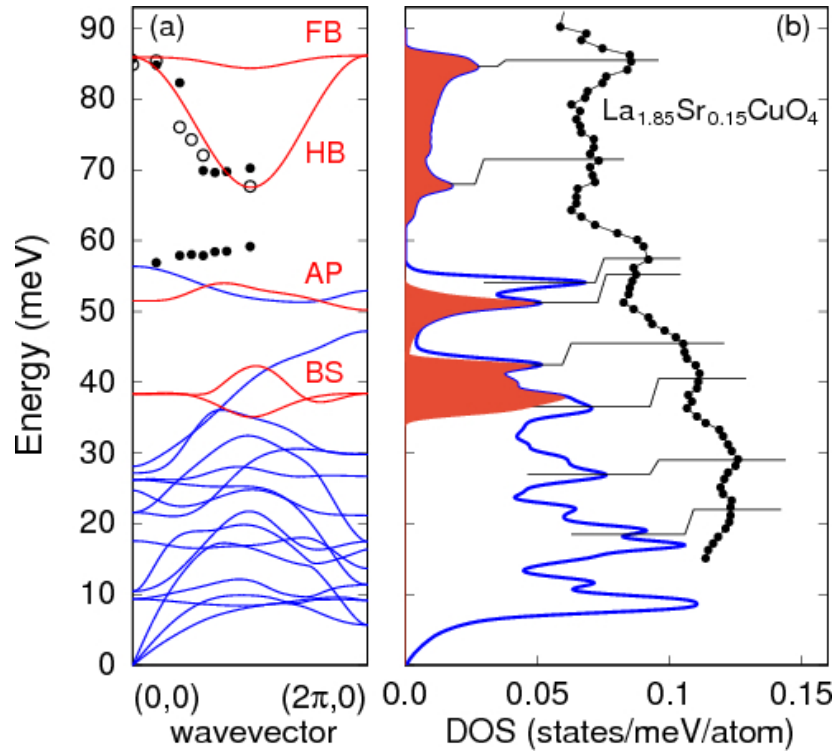 (a)
(b)
FB
HB
AP
BS
La1.85Sr0.15CuO4
Energy (meV)
90
80
70
60
50
40
30
20
10
0
(0,0)
(2π,0)
wavevector
0.0
0.05
0.1
0.15
DOS (states/meV/atom)